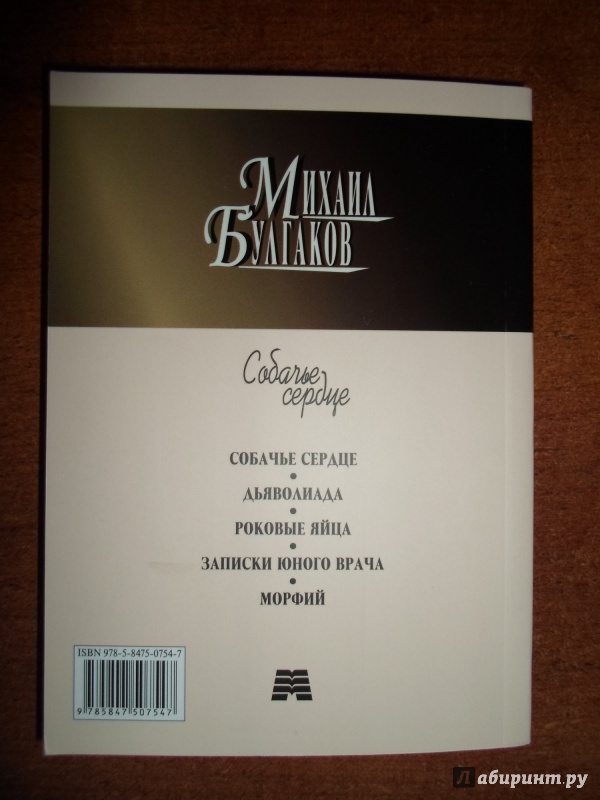 Михаил
Булгаков
Собачье
сердце
СОБАЧЬЕ СЕРДЦЕ
•
ДЬЯВОЛИАДА
•
РОКОВЫЕ ЯЙЦА
•
ЗАПИСКИ ЮНОГО ВРАЧА
•
МОРФИЙ
ISBN 978-5-8475-0754-7
9 785847 507547
Лабиринт.ру